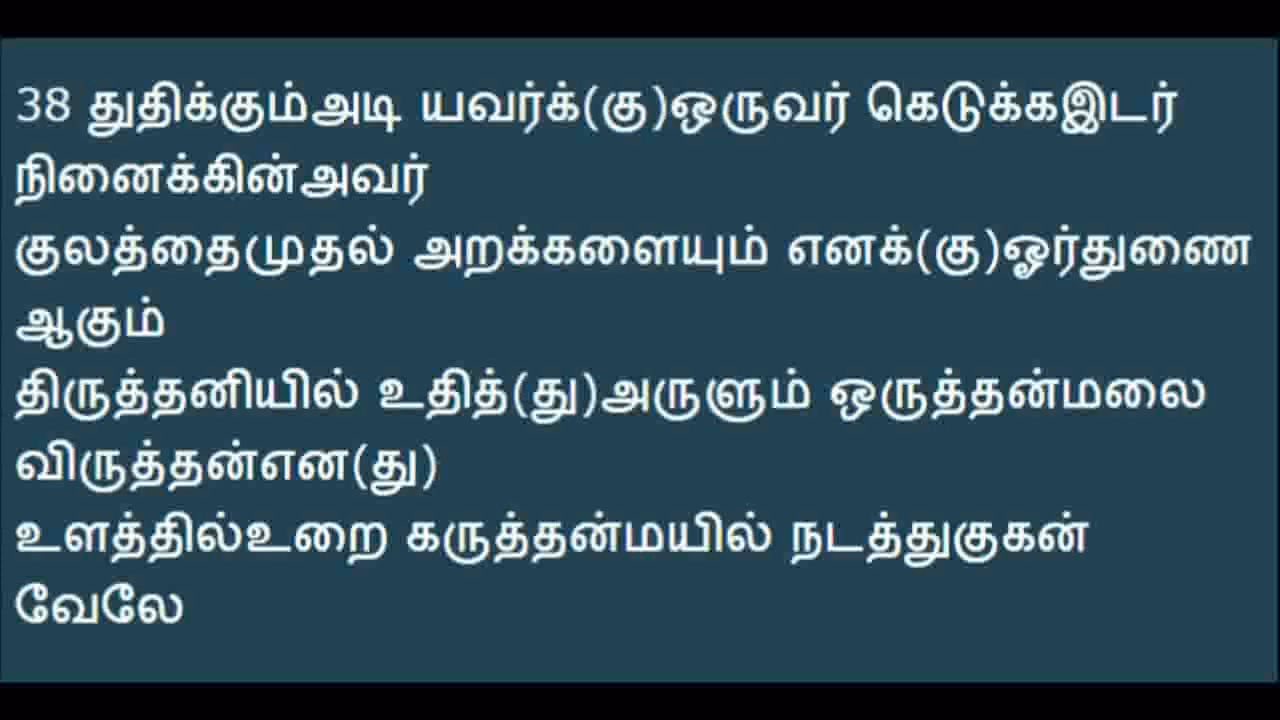 38 துதிக்கும்அடி யவர்க்(கு)ஒருவர் கெடுக்கஇடர்
நினைக்கின்அவர்
குலத்தைமுதல் அறக்களையும் எனக்(கு)ஓர்துணை
ஆகும்
திருத்தனியில் உதித்(து)அருளும் ஒருத்தன்மலை
விருத்தன்என(து)
உளத்தில்உறை கருத்தன்மயில் நடத்துகுகன்
வேலே